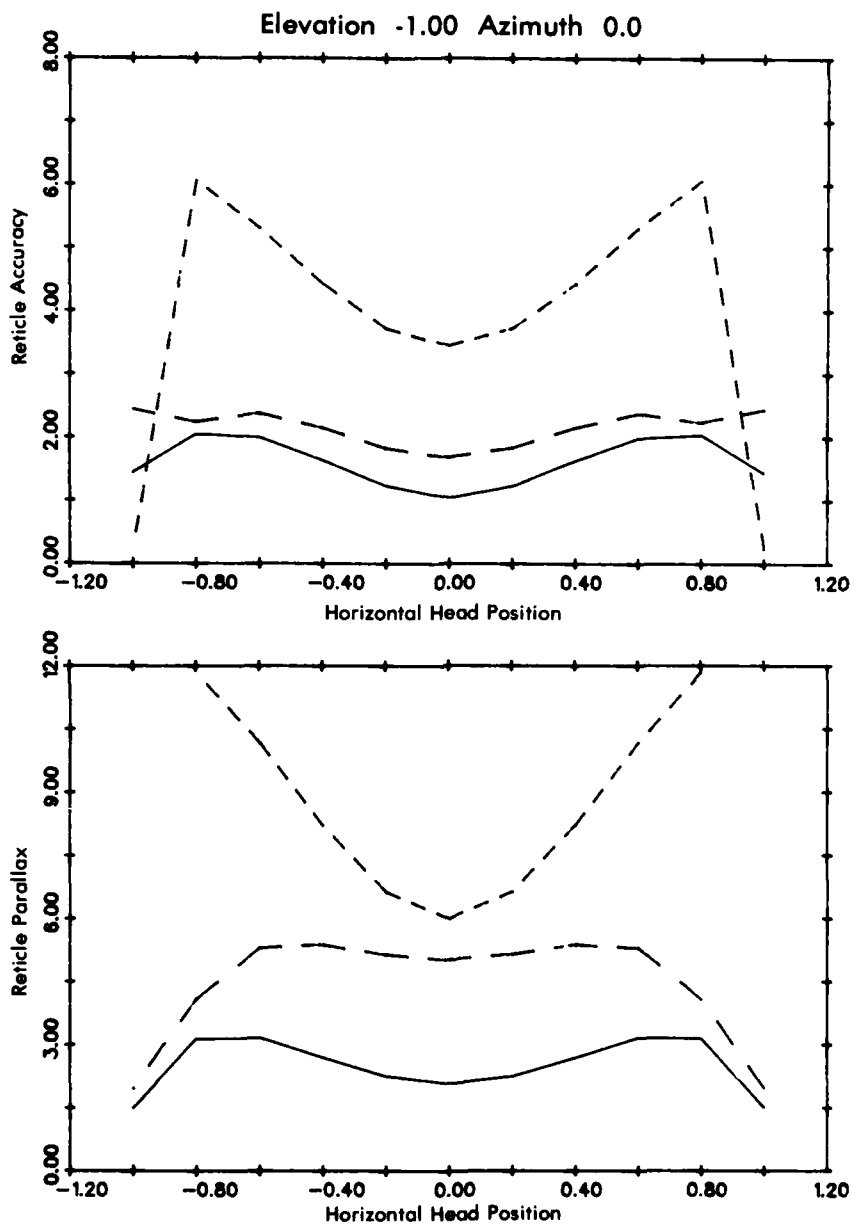 Elevation -1.00 Azimuth 0.0
8.00
6.00
4.00
2.00
0.00
Reticle Accuracy
-1.20 -0.80 -0.40 0.00 0.40 0.80 1.20
Horizontal Head Position
12.00
9.00
6.00
3.00
0.00
Reticle Parallax
-1.20 -0.80 -0.40 0.00 0.40 0.80 1.20
Horizontal Head Position